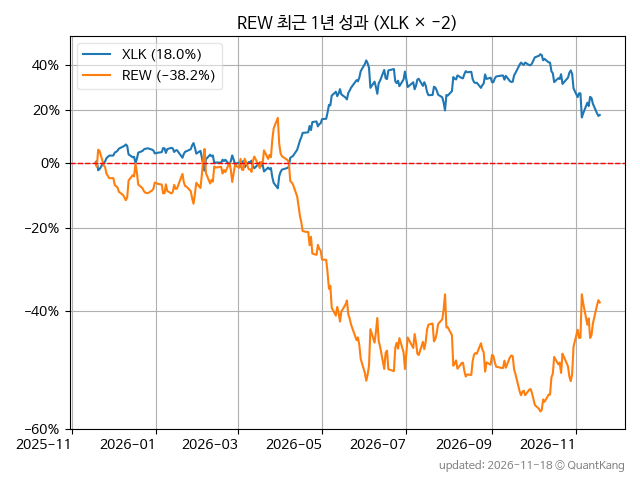 REW 최근 1년 성과 (XLK × −2)
XLK (18.0%)
REW (−38.2%)
40%
20%
0%
−20%
−40%
−60%
2025-11 2026-01 2026-03 2026-05 2026-07 2026-09 2026-11
updated: 2026-11-18 © QuantKang